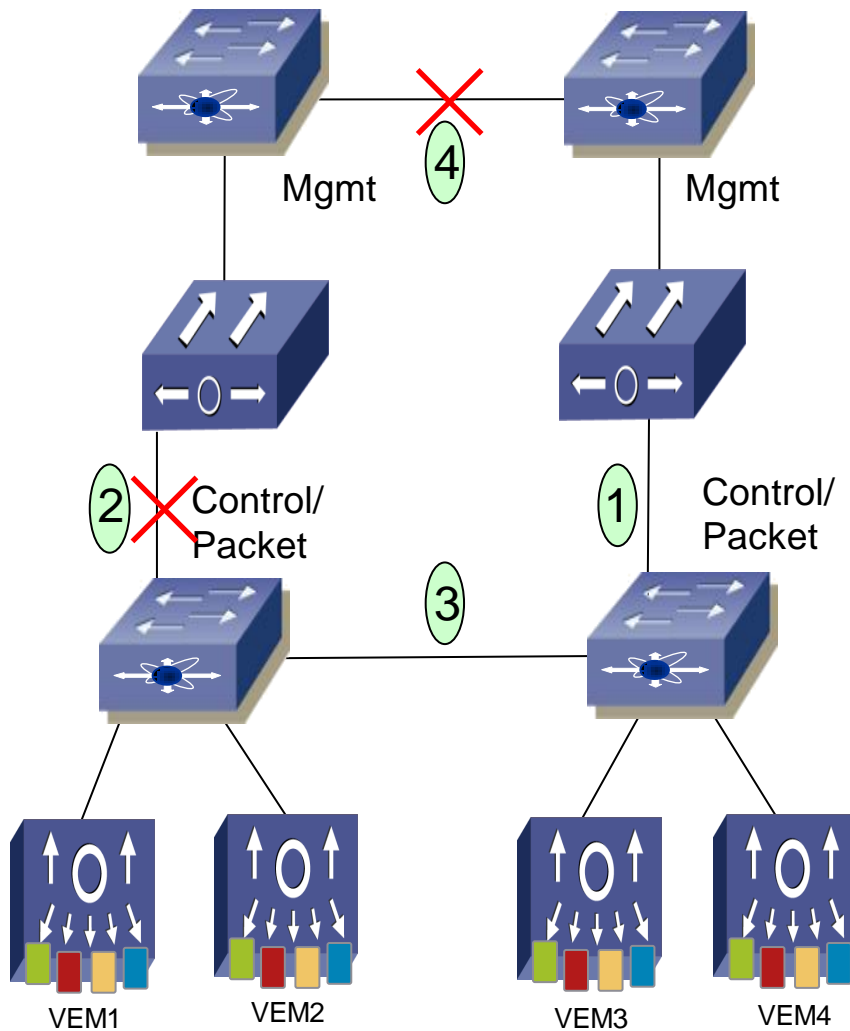 4
Mgmt
Mgmt
2
Control/
Packet
1
Control/
Packet
3
VEM1
VEM2
VEM3
VEM4